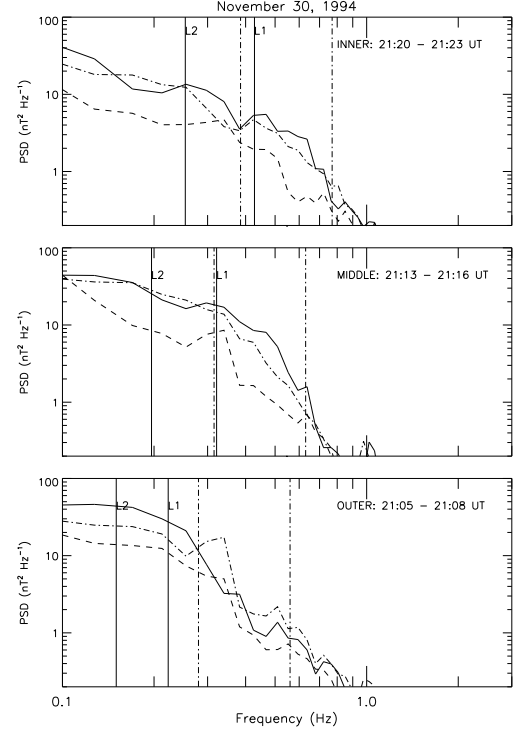 November 30, 1994
100
10
1
PSD (nT² Hz⁻¹)
L2
L1
INNER: 21:20 - 21:23 UT
100
10
1
PSD (nT² Hz⁻¹)
L2
L1
MIDDLE: 21:13 - 21:16 UT
100
10
1
PSD (nT² Hz⁻¹)
L2
L1
OUTER: 21:05 - 21:08 UT
0.1
1.0
Frequency (Hz)